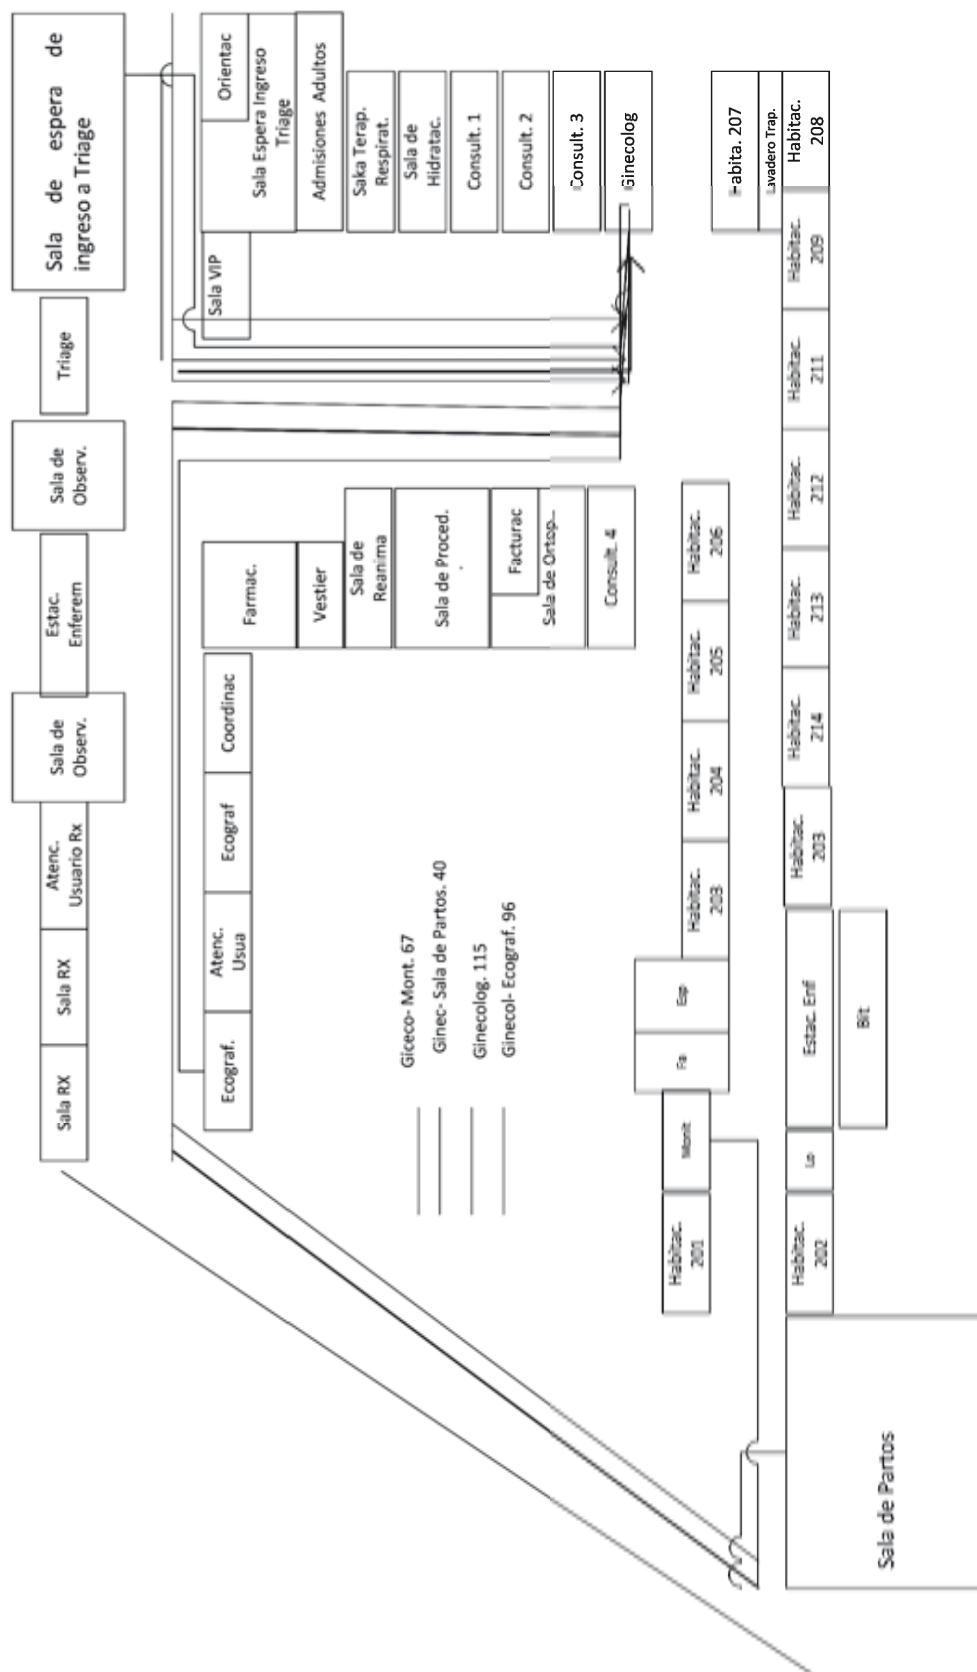 Sala de espera de
ingreso a Triage
Triage
Sala de
Observ.
Estac.
Enferem
Sala de
Observ.
Atenc.
Usuario Rx
Sala RX
Sala RX
Orientac
Sala Espera Ingreso
Triage
Admisiones Adultos
Saka Terap.
Respirat.
Sala de
Hidratac.
Consult. 1
Consult. 2
Consult. 3
Ginecolog
Sala VIP
Habita. 207
Lavadero Trap.
Habitac.
208
Habitac.
209
Habitac.
211
Habitac.
212
Habitac.
213
Habitac.
214
Habitac.
203
Farmac.
Vestier
Sala de
Reanima
Sala de Proced.
Facturac
Sala de Ortop...
Consult. 4
Habitac.
206
Habitac.
205
Habitac.
204
Habitac.
203
Coordinac
Ecograf
Atenc.
Usua
Ecograf.
Giceco- Mont. 67
Ginec- Sala de Partos. 40
Ginecolog. 115
Ginecol- Ecograf. 96
Esp
Fa
Monit
Habitac.
201
Estac. Enf
Lo
Habitac.
202
Sala de Partos